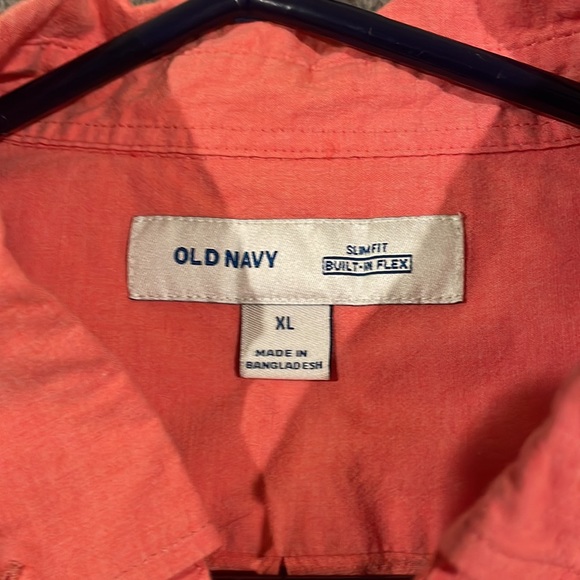 OLD NAVY
SLIM FIT
BUILT-IN FLEX
XL
MADE IN
BANGLADESH